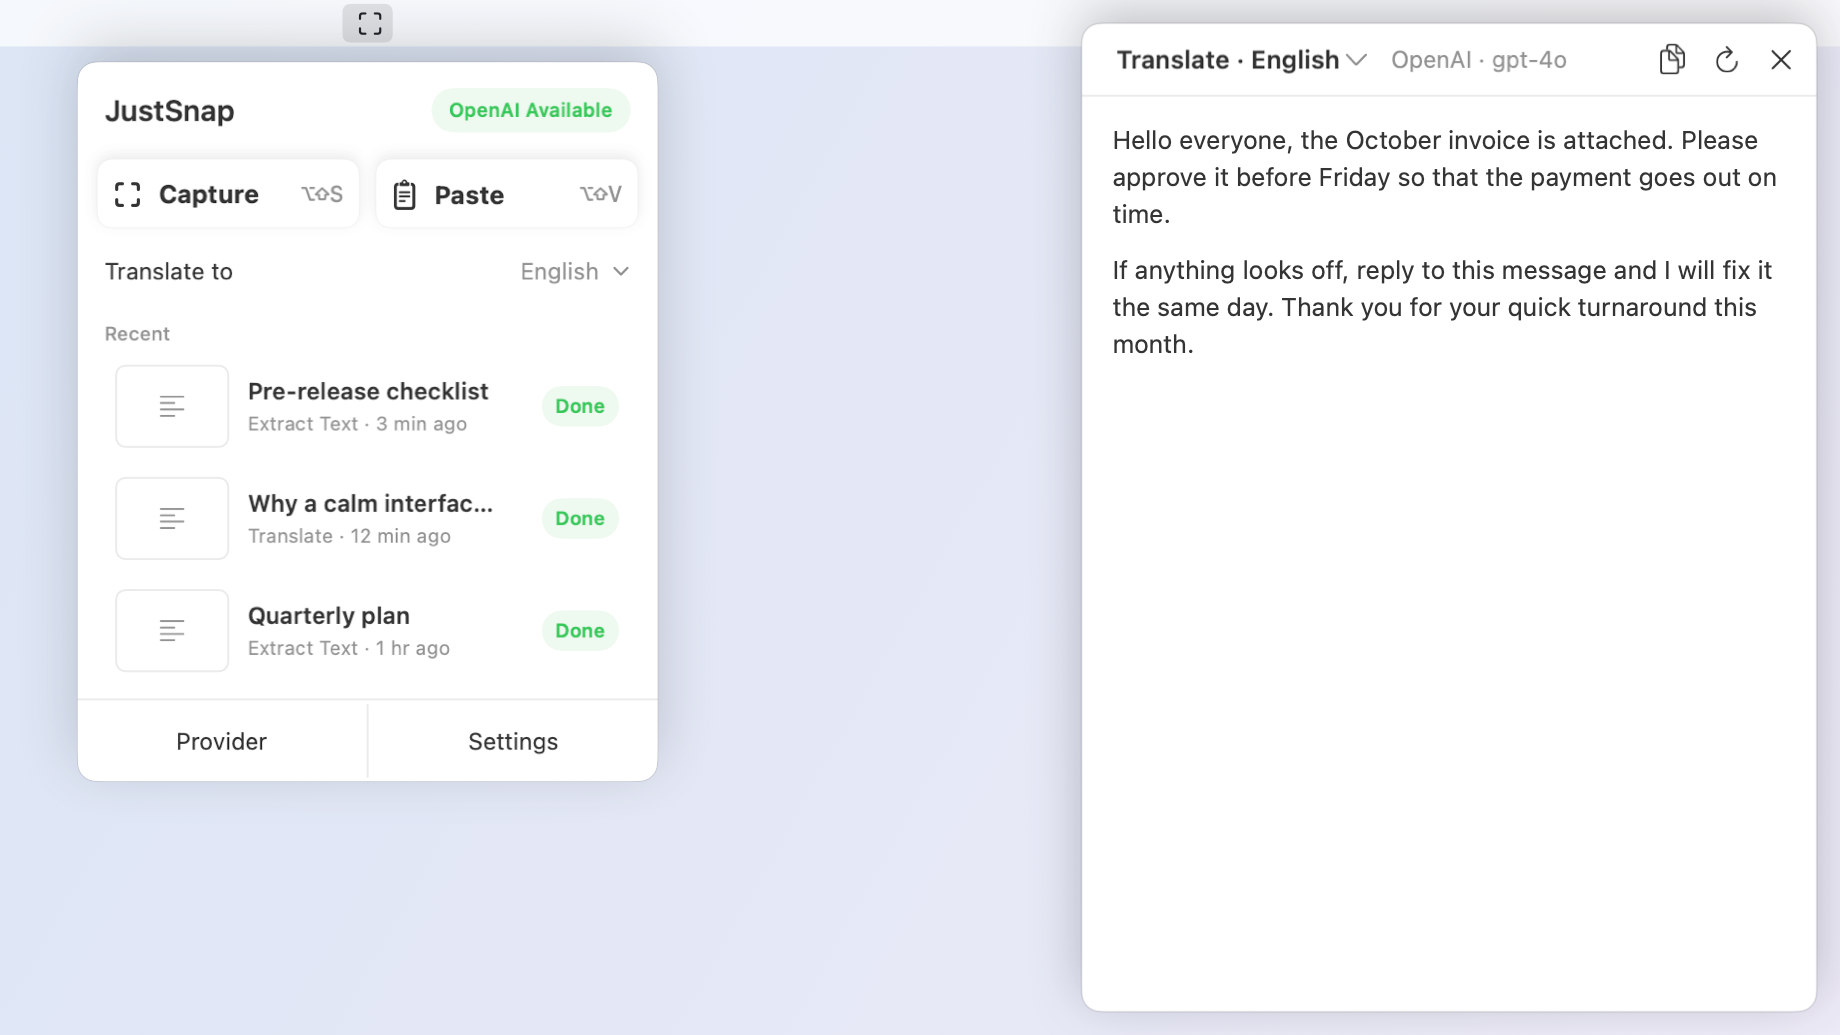 JustSnap
OpenAI Available
Capture ⌥⇧S
Paste ⌥⇧V
Translate to
English
Recent
Pre-release checklist
Extract Text · 3 min ago
Done
Why a calm interfac...
Translate · 12 min ago
Done
Quarterly plan
Extract Text · 1 hr ago
Done
Provider
Settings
Translate · English
OpenAI · gpt-4o
Hello everyone, the October invoice is attached. Please
approve it before Friday so that the payment goes out on
time.
If anything looks off, reply to this message and I will fix it
the same day. Thank you for your quick turnaround this
month.